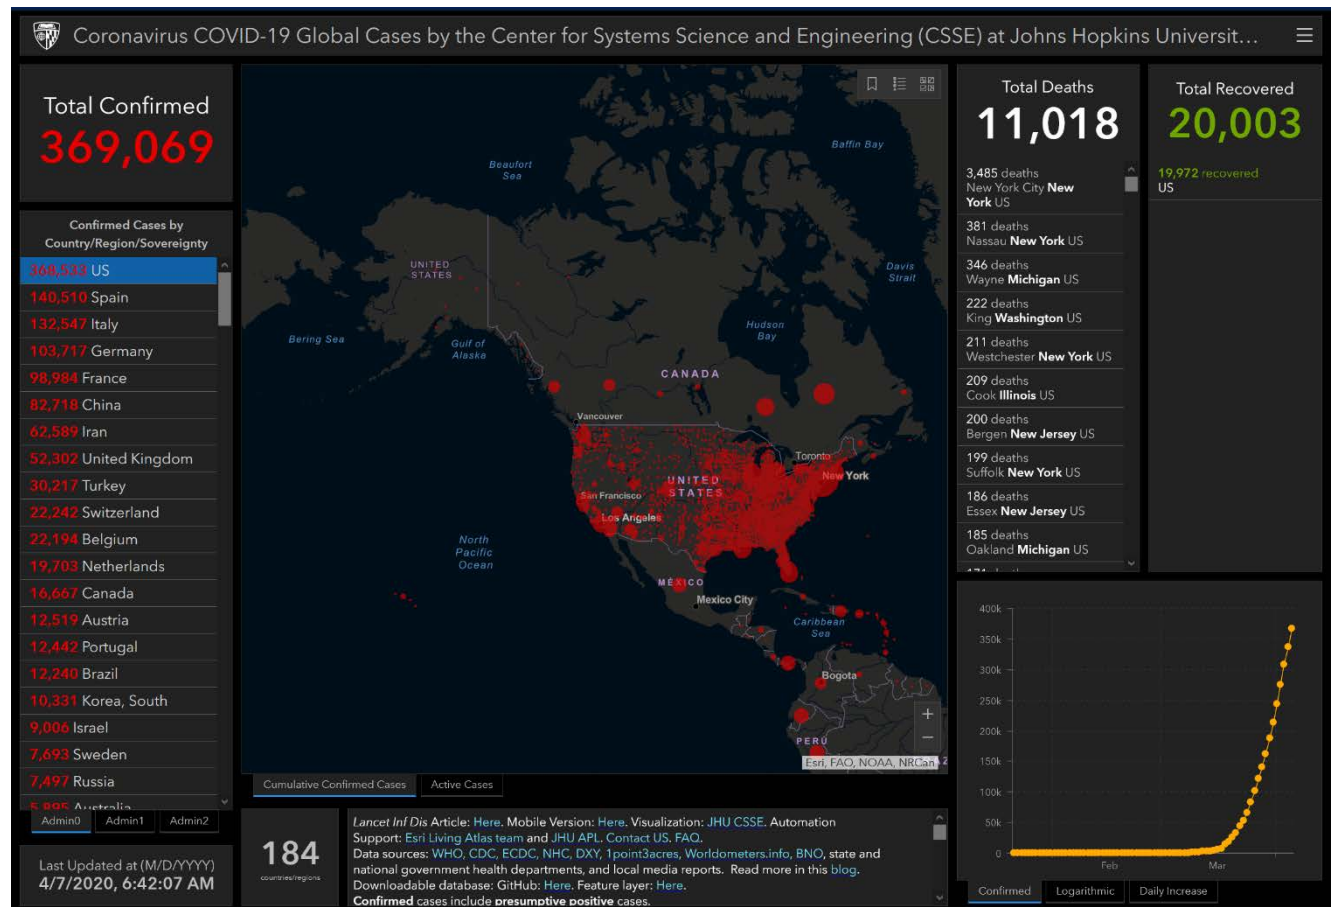 Coronavirus COVID-19 Global Cases by the Center for Systems Science and Engineering (CSSE) at Johns Hopkins Universit...
Total Confirmed
369,069
Confirmed Cases by
Country/Region/Sovereignty
368,533 US
140,510 Spain
132,547 Italy
103,717 Germany
98,984 France
82,718 China
62,589 Iran
52,302 United Kingdom
30,217 Turkey
22,242 Switzerland
22,194 Belgium
19,703 Netherlands
16,667 Canada
12,519 Austria
12,442 Portugal
12,240 Brazil
10,331 Korea, South
9,006 Israel
7,693 Sweden
7,497 Russia
5,895 Australia
Admin0 Admin1 Admin2
Last Updated at (M/D/YYYY)
4/7/2020, 6:42:07 AM
Beaufort
Sea
Baffin Bay
UNITED
STATES
Davis
Strait
Bering Sea
Gulf of
Alaska
Hudson
Bay
CANADA
Vancouver
Toronto
New York
UNITED
STATES
San Francisco
Los Angeles
North
Pacific
Ocean
MÉXICO
Mexico City
Caribbean
Sea
Bogota
PERÚ
+
−
Esri, FAO, NOAA, NRCan
Cumulative Confirmed Cases Active Cases
184
countries/regions
Lancet Inf Dis Article: Here. Mobile Version: Here. Visualization: JHU CSSE. Automation
Support: Esri Living Atlas team and JHU APL. Contact US. FAQ.
Data sources: WHO, CDC, ECDC, NHC, DXY, 1point3acres, Worldometers.info, BNO, state and
national government health departments, and local media reports. Read more in this blog.
Downloadable database: GitHub: Here. Feature layer: Here.
Confirmed cases include presumptive positive cases.
Total Deaths
11,018
3,485 deaths
New York City New
York US
381 deaths
Nassau New York US
346 deaths
Wayne Michigan US
222 deaths
King Washington US
211 deaths
Westchester New York US
209 deaths
Cook Illinois US
200 deaths
Bergen New Jersey US
199 deaths
Suffolk New York US
186 deaths
Essex New Jersey US
185 deaths
Oakland Michigan US
Total Recovered
20,003
19,972 recovered
US
400k
350k
300k
250k
200k
150k
100k
50k
0
Feb Mar
Confirmed Logarithmic Daily Increase